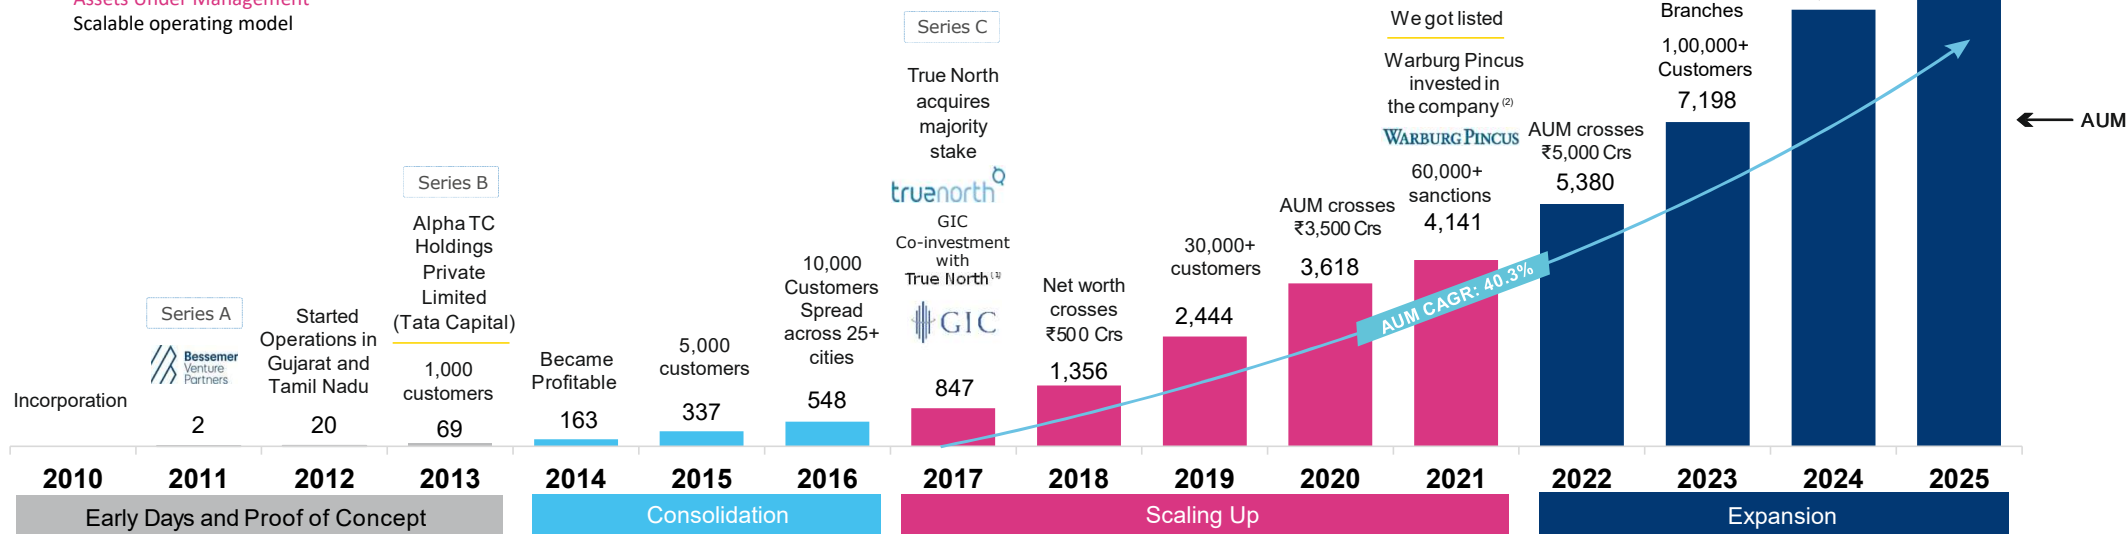 Assets Under Management
Scalable operating model
Incorporation
Series A
Bessemer
Venture
Partners
2
Started
Operations in
Gujarat and
Tamil Nadu
20
Series B
Alpha TC
Holdings
Private
Limited
(Tata Capital)
1,000
customers
69
Became
Profitable
163
5,000
customers
337
10,000
Customers
Spread
across 25+
cities
548
Series C
True North
acquires
majority
stake
truenorth
GIC
Co-investment
with
True North (1)
GIC
847
Net worth
crosses
₹500 Crs
1,356
30,000+
customers
2,444
AUM crosses
₹3,500 Crs
3,618
We got listed
Warburg Pincus
invested in
the company (2)
WARBURG PINCUS
60,000+
sanctions
4,141
AUM crosses
₹5,000 Crs
5,380
Branches
1,00,000+
Customers
7,198
AUM CAGR: 40.3%
AUM
2010 2011 2012 2013 2014 2015 2016 2017 2018 2019 2020 2021 2022 2023 2024 2025
Early Days and Proof of Concept Consolidation Scaling Up Expansion